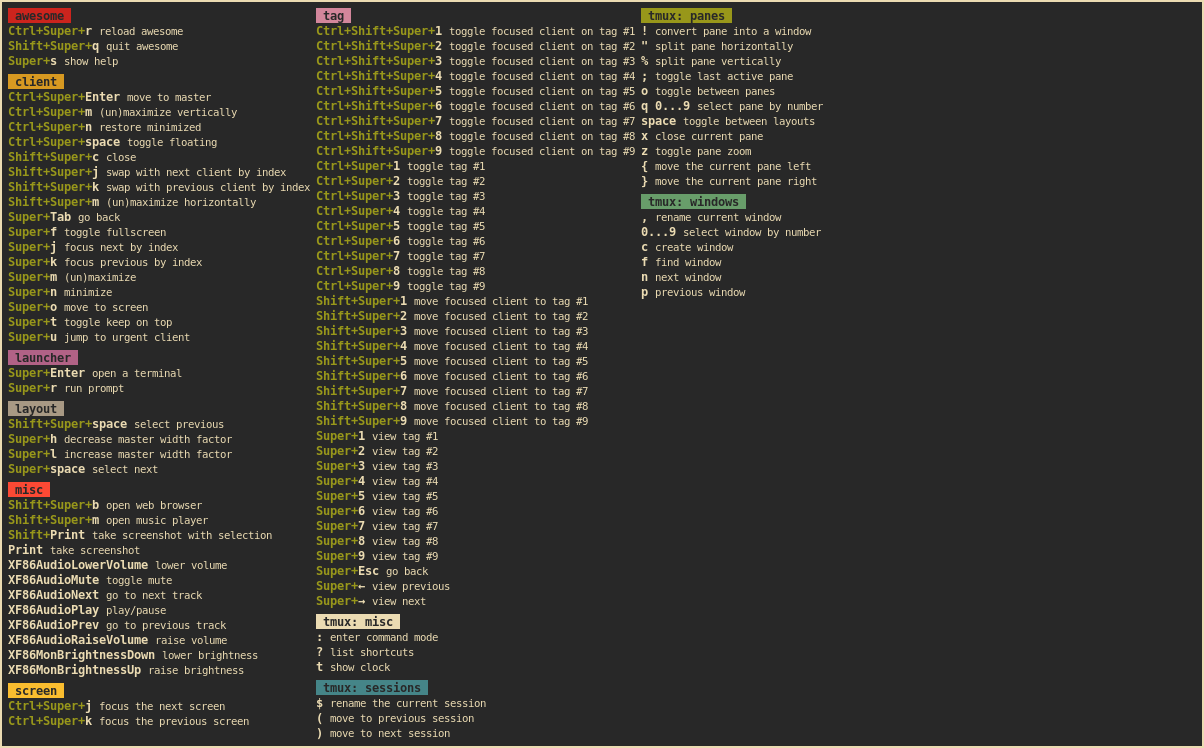 awesome
Ctrl+Super+r reload awesome
Shift+Super+q quit awesome
Super+s show help
client
Ctrl+Super+Enter move to master
Ctrl+Super+m (un)maximize vertically
Ctrl+Super+n restore minimized
Ctrl+Super+space toggle floating
Shift+Super+c close
Shift+Super+j swap with next client by index
Shift+Super+k swap with previous client by index
Shift+Super+m (un)maximize horizontally
Super+Tab go back
Super+f toggle fullscreen
Super+j focus next by index
Super+k focus previous by index
Super+m (un)maximize
Super+n minimize
Super+o move to screen
Super+t toggle keep on top
Super+u jump to urgent client
launcher
Super+Enter open a terminal
Super+r run prompt
layout
Shift+Super+space select previous
Super+h decrease master width factor
Super+l increase master width factor
Super+space select next
misc
Shift+Super+b open web browser
Shift+Super+m open music player
Shift+Print take screenshot with selection
Print take screenshot
XF86AudioLowerVolume lower volume
XF86AudioMute toggle mute
XF86AudioNext go to next track
XF86AudioPlay play/pause
XF86AudioPrev go to previous track
XF86AudioRaiseVolume raise volume
XF86MonBrightnessDown lower brightness
XF86MonBrightnessUp raise brightness
screen
Ctrl+Super+j focus the next screen
Ctrl+Super+k focus the previous screen
tag
Ctrl+Shift+Super+1 toggle focused client on tag #1
Ctrl+Shift+Super+2 toggle focused client on tag #2
Ctrl+Shift+Super+3 toggle focused client on tag #3
Ctrl+Shift+Super+4 toggle focused client on tag #4
Ctrl+Shift+Super+5 toggle focused client on tag #5
Ctrl+Shift+Super+6 toggle focused client on tag #6
Ctrl+Shift+Super+7 toggle focused client on tag #7
Ctrl+Shift+Super+8 toggle focused client on tag #8
Ctrl+Shift+Super+9 toggle focused client on tag #9
Ctrl+Super+1 toggle tag #1
Ctrl+Super+2 toggle tag #2
Ctrl+Super+3 toggle tag #3
Ctrl+Super+4 toggle tag #4
Ctrl+Super+5 toggle tag #5
Ctrl+Super+6 toggle tag #6
Ctrl+Super+7 toggle tag #7
Ctrl+Super+8 toggle tag #8
Ctrl+Super+9 toggle tag #9
Shift+Super+1 move focused client to tag #1
Shift+Super+2 move focused client to tag #2
Shift+Super+3 move focused client to tag #3
Shift+Super+4 move focused client to tag #4
Shift+Super+5 move focused client to tag #5
Shift+Super+6 move focused client to tag #6
Shift+Super+7 move focused client to tag #7
Shift+Super+8 move focused client to tag #8
Shift+Super+9 move focused client to tag #9
Super+1 view tag #1
Super+2 view tag #2
Super+3 view tag #3
Super+4 view tag #4
Super+5 view tag #5
Super+6 view tag #6
Super+7 view tag #7
Super+8 view tag #8
Super+9 view tag #9
Super+Esc go back
Super+← view previous
Super+→ view next
tmux: misc
: enter command mode
? list shortcuts
t show clock
tmux: sessions
$ rename the current session
( move to previous session
) move to next session
tmux: panes
! convert pane into a window
" split pane horizontally
% split pane vertically
; toggle last active pane
o toggle between panes
q 0...9 select pane by number
space toggle between layouts
x close current pane
z toggle pane zoom
{ move the current pane left
} move the current pane right
tmux: windows
, rename current window
0...9 select window by number
c create window
f find window
n next window
p previous window